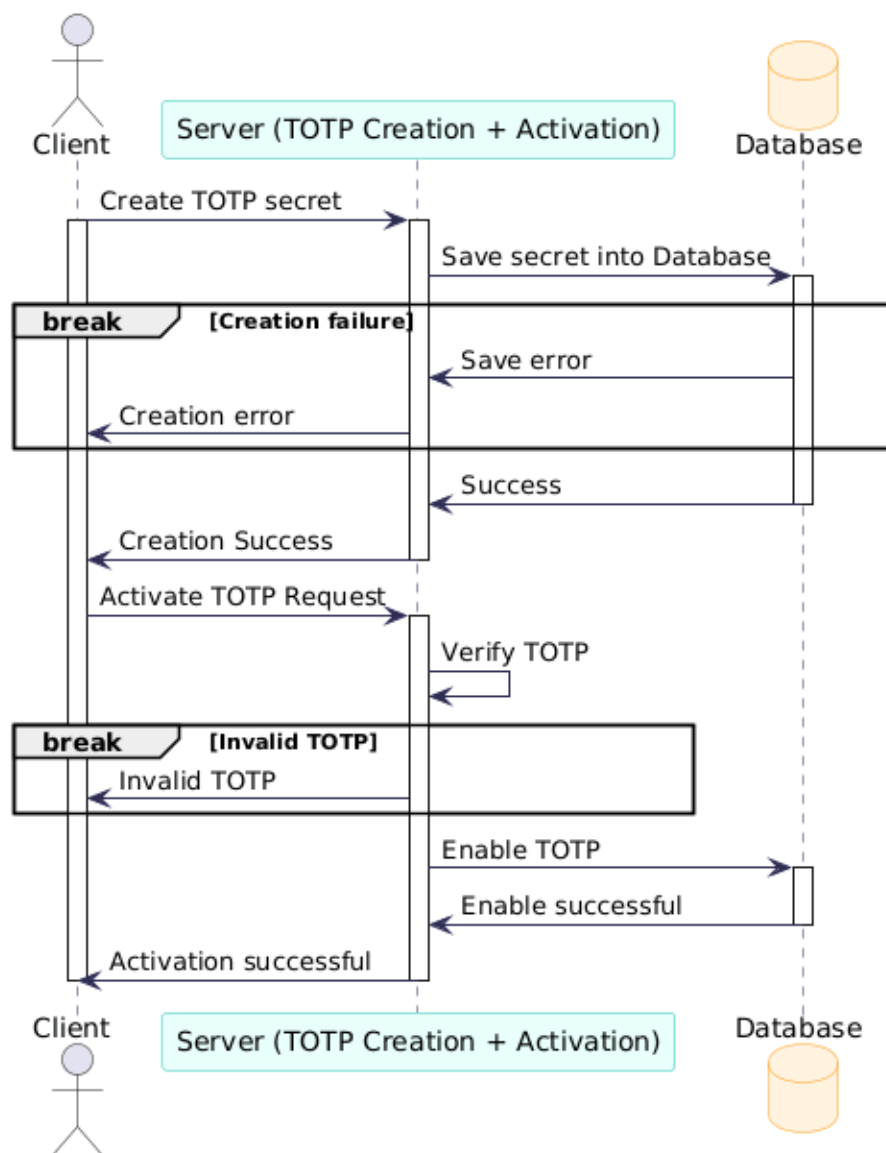 Client
Server (TOTP Creation + Activation)
Database
Create TOTP secret
Save secret into Database
break
[Creation failure]
Save error
Creation error
Success
Creation Success
Activate TOTP Request
Verify TOTP
break
[Invalid TOTP]
Invalid TOTP
Enable TOTP
Enable successful
Activation successful
Client
Server (TOTP Creation + Activation)
Database